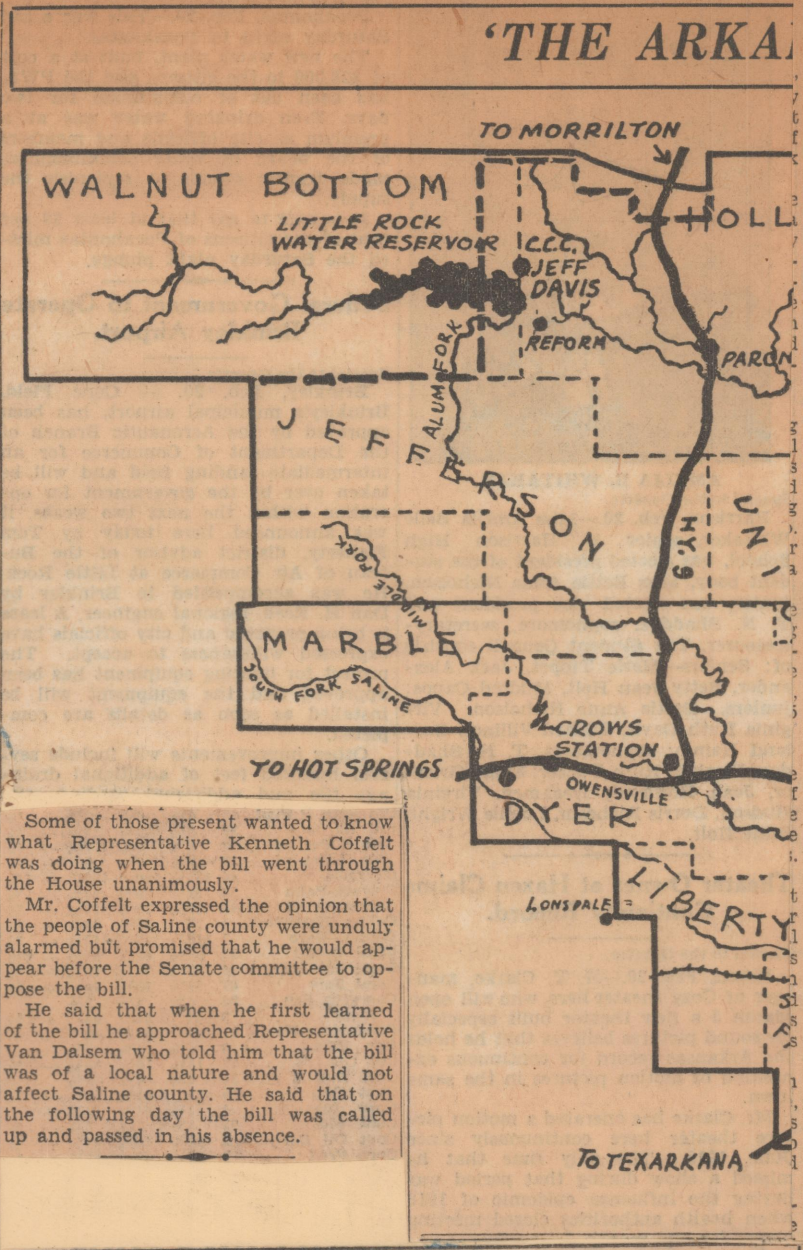 'THE ARKA
TO MORRILTON
WALNUT BOTTOM
HOLL
LITTLE ROCK
WATER RESERVOIR
C.C.C.
JEFF
DAVIS
REFORM
PARON
ALUM FORK
JEFFERSON
UNI
HY. 9
MIDDLE FORK
MARBLE
SOUTH FORK SALINE
CROWS
STATION
TO HOT SPRINGS
OWENSVILLE
DYER
LIBERTY
LONSDALE
TO TEXARKANA
Some of those present wanted to know
what Representative Kenneth Coffelt
was doing when the bill went through
the House unanimously.
Mr. Coffelt expressed the opinion that
the people of Saline county were unduly
alarmed but promised that he would ap-
pear before the Senate committee to op-
pose the bill.
He said that when he first learned
of the bill he approached Representative
Van Dalsem who told him that the bill
was of a local nature and would not
affect Saline county. He said that on
the following day the bill was called
up and passed in his absence.